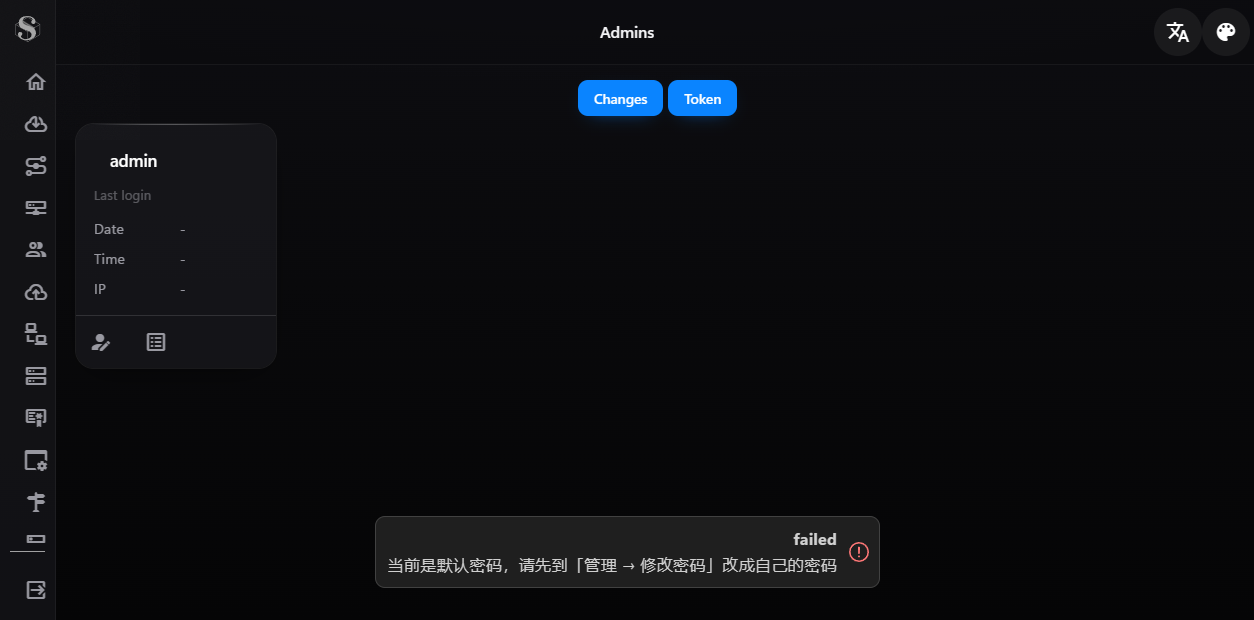 Admins
Changes Token
admin
Last login
Date -
Time -
IP -
failed
当前是默认密码，请先到「管理 → 修改密码」改成自己的密码